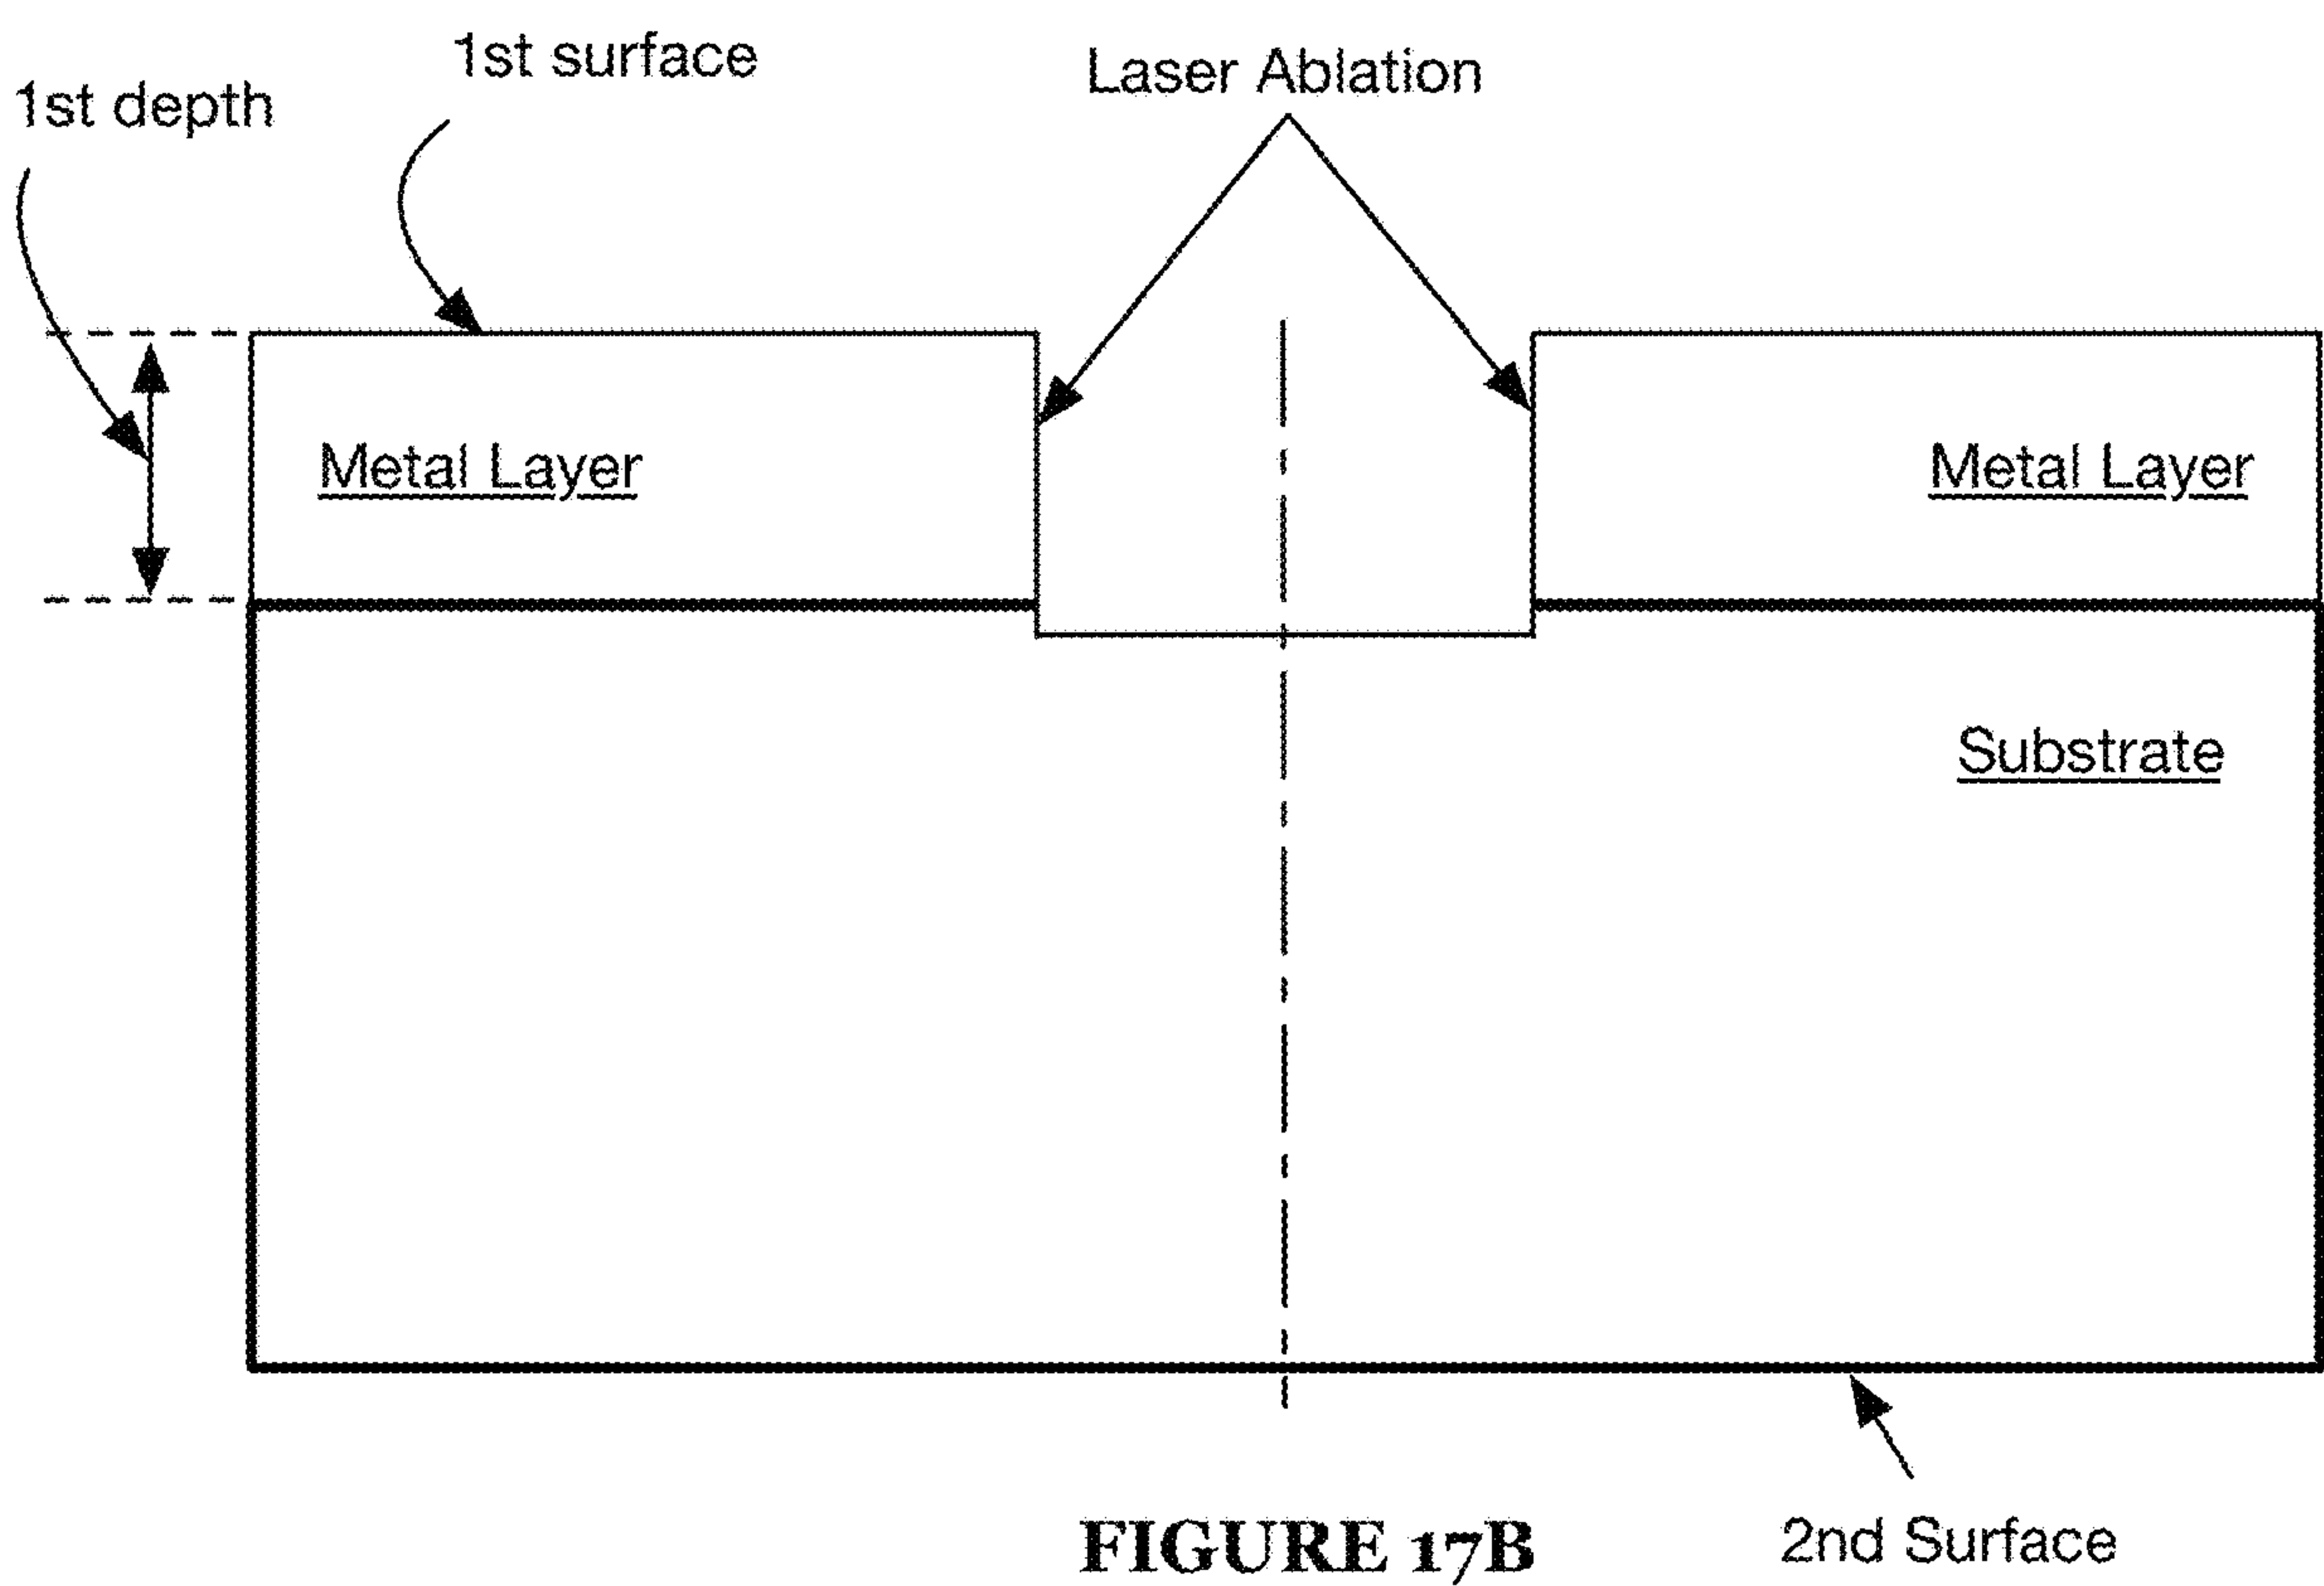 1st surface
Laser Ablation
1st depth
Metal Layer
Metal Layer
Substrate
2nd Surface
FIGURE 17B